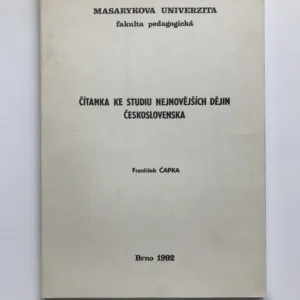 MASARYKOVA UNIVERZITA
fakulta pedagogická
ČÍTANKA KE STUDIU NEJNOVĚJŠÍCH DĚJIN
ČESKOSLOVENSKA
František ČAPKA
Brno 1992